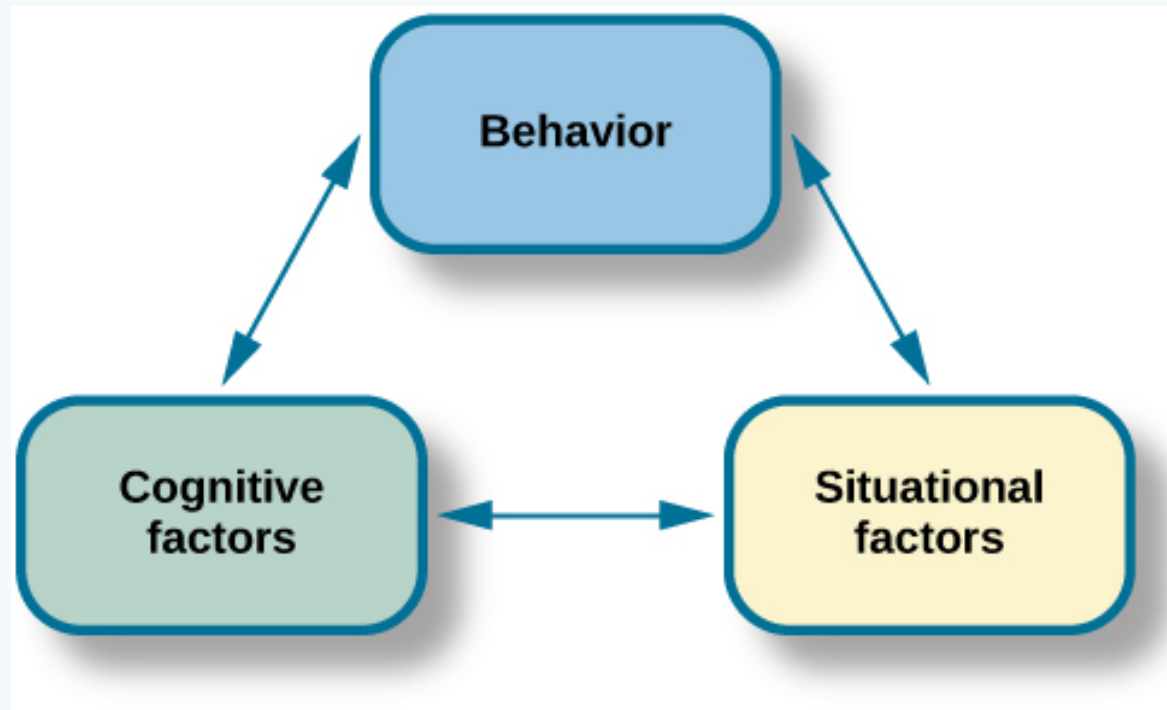 Behavior
Cognitive
factors
Situational
factors